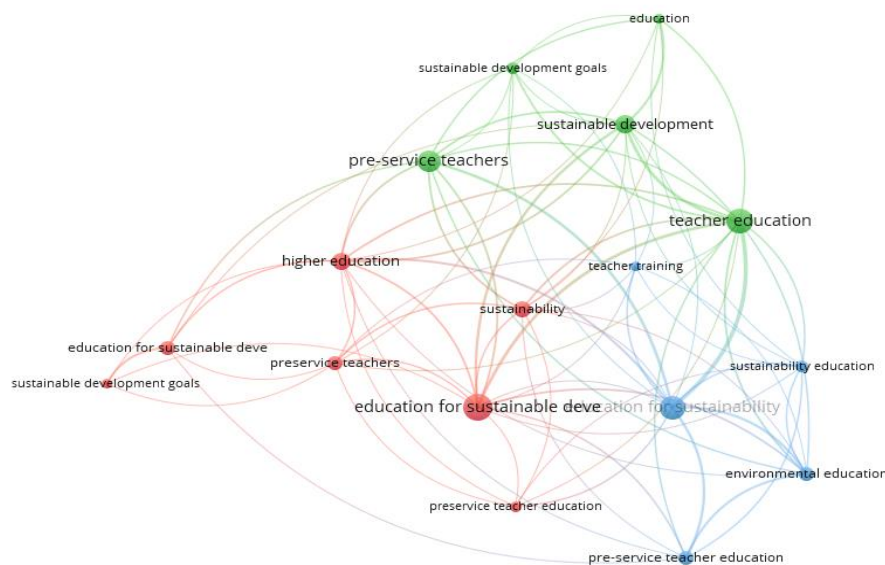 education
sustainable development goals
sustainable development
pre-service teachers
teacher education
higher education
teacher training
sustainability
education for sustainable deve
preservice teachers
sustainability education
sustainable development goals
education for sustainable deve
education for sustainability
environmental education
preservice teacher education
pre-service teacher education